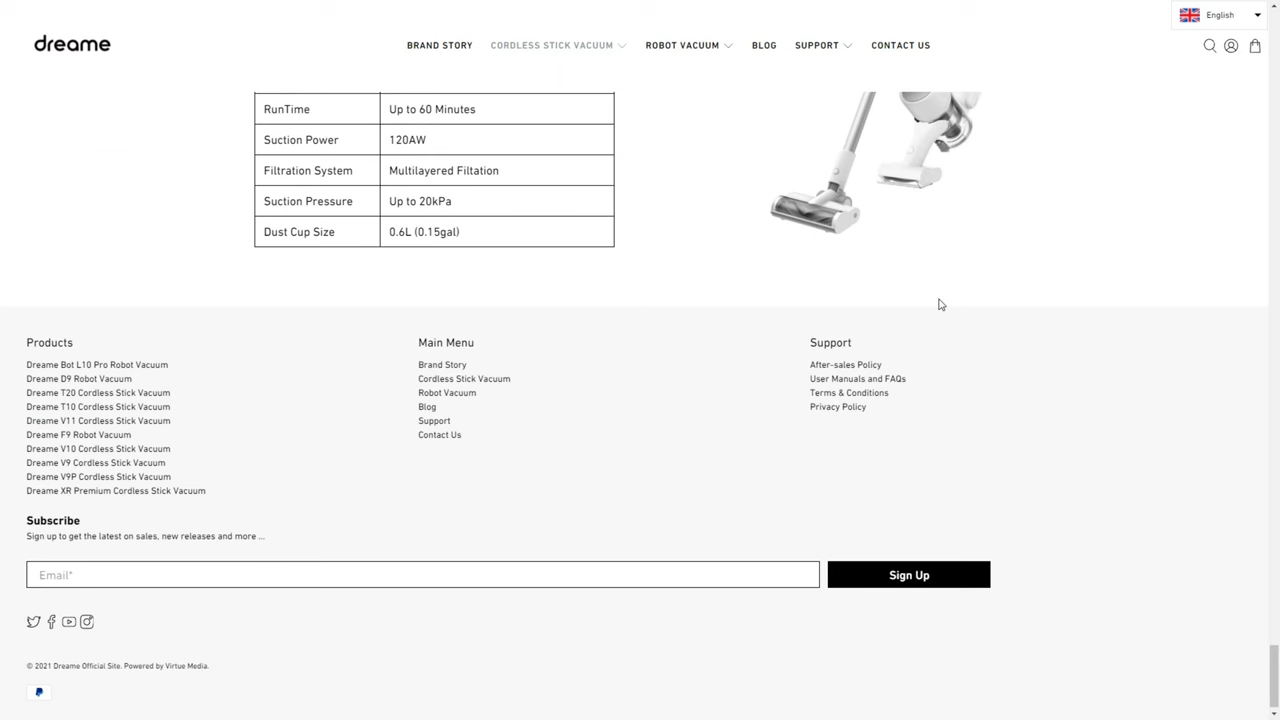 English
dreame
BRAND STORY CORDLESS STICK VACUUM ROBOT VACUUM BLOG SUPPORT CONTACT US
RunTime Up to 60 Minutes
Suction Power 120AW
Filtration System Multilayered Filtation
Suction Pressure Up to 20kPa
Dust Cup Size 0.6L (0.15gal)
Products
Dreame Bot L10 Pro Robot Vacuum
Dreame D9 Robot Vacuum
Dreame T20 Cordless Stick Vacuum
Dreame T10 Cordless Stick Vacuum
Dreame V11 Cordless Stick Vacuum
Dreame F9 Robot Vacuum
Dreame V10 Cordless Stick Vacuum
Dreame V9 Cordless Stick Vacuum
Dreame V9P Cordless Stick Vacuum
Dreame XR Premium Cordless Stick Vacuum
Main Menu
Brand Story
Cordless Stick Vacuum
Robot Vacuum
Blog
Support
Contact Us
Support
After-sales Policy
User Manuals and FAQs
Terms & Conditions
Privacy Policy
Subscribe
Sign up to get the latest on sales, new releases and more ...
Email*
Sign Up
© 2021 Dreame Official Site. Powered by Virtue Media.